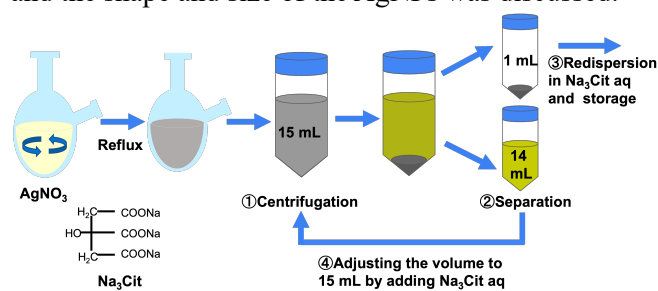 and the shape and size of the AgNPs was discussed.
1 mL
③Redispersion
in Na₃Cit aq
and storage
15 mL
Reflux
14
mL
AgNO₃
①Centrifugation
②Separation
H₂C COONa
HO COONa
H₂C COONa
Na₃Cit
④Adjusting the volume to
15 mL by adding Na₃Cit aq